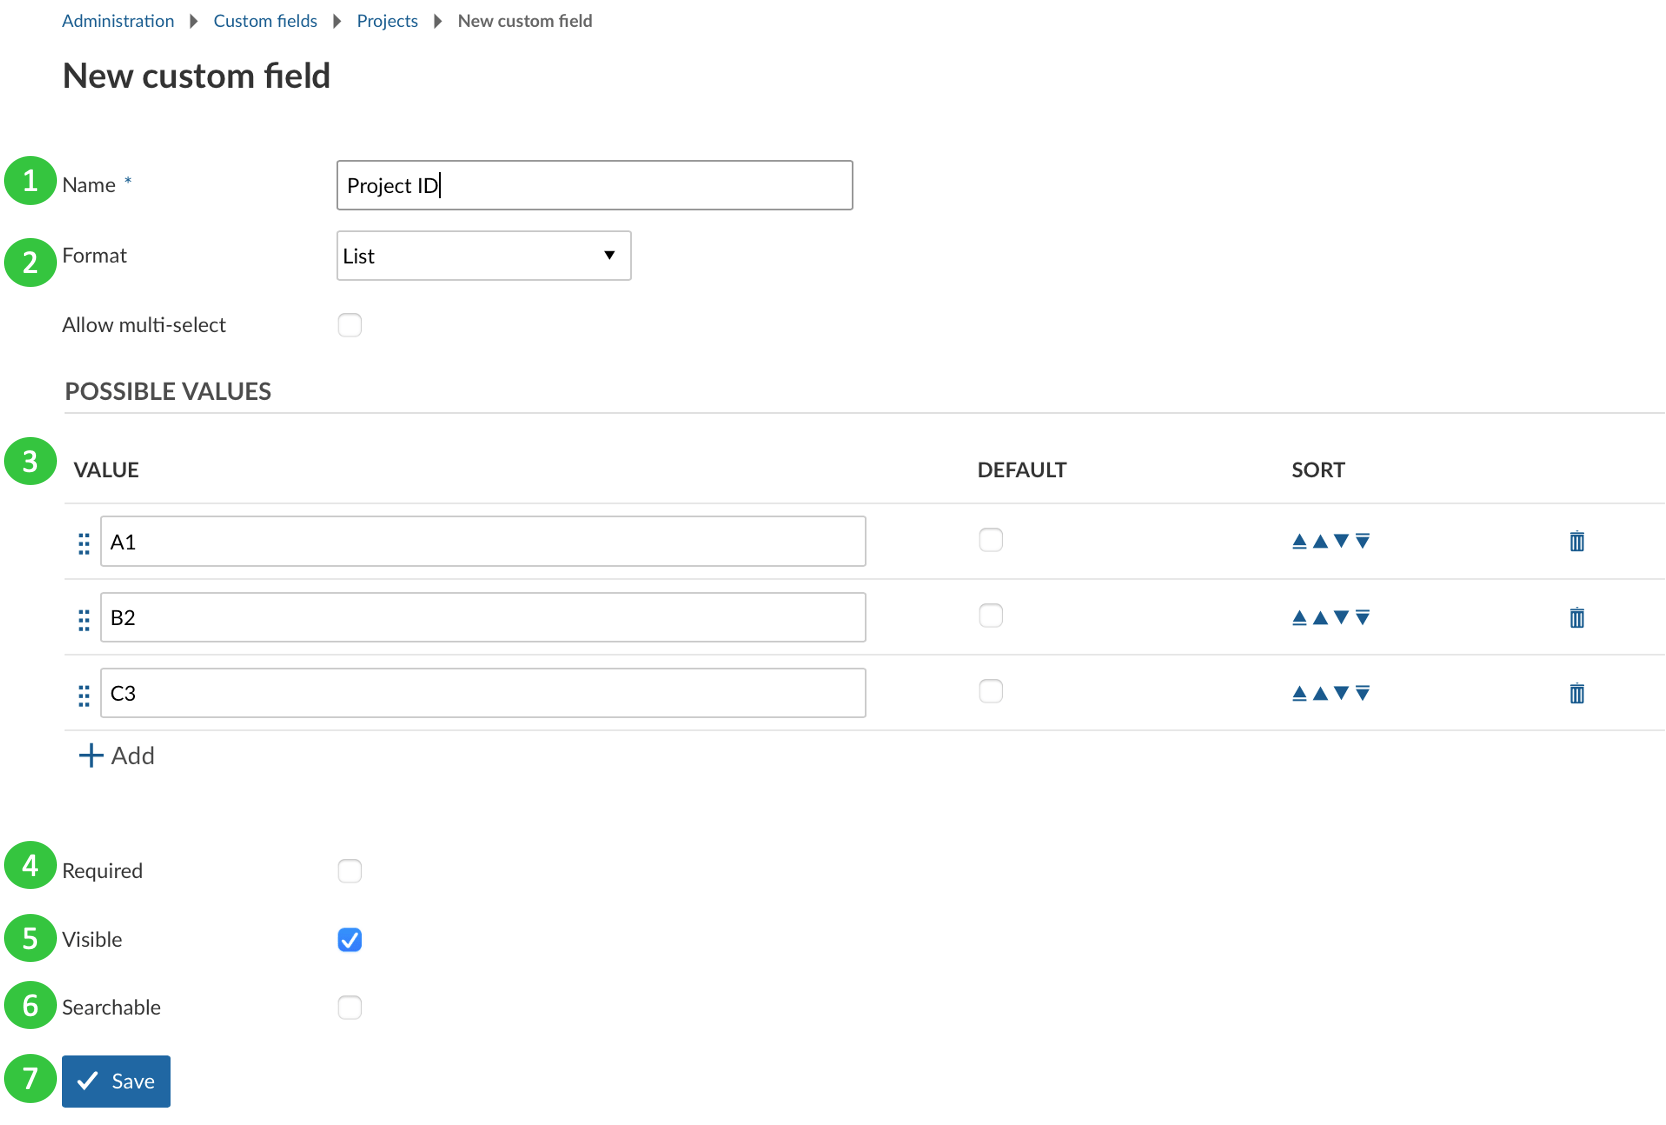 Administration Custom fields Projects New custom field
New custom field
1 Name * Project ID
2 Format List
Allow multi-select
POSSIBLE VALUES
3 VALUE DEFAULT SORT
A1
B2
C3
Add
4 Required
5 Visible
6 Searchable
7 Save